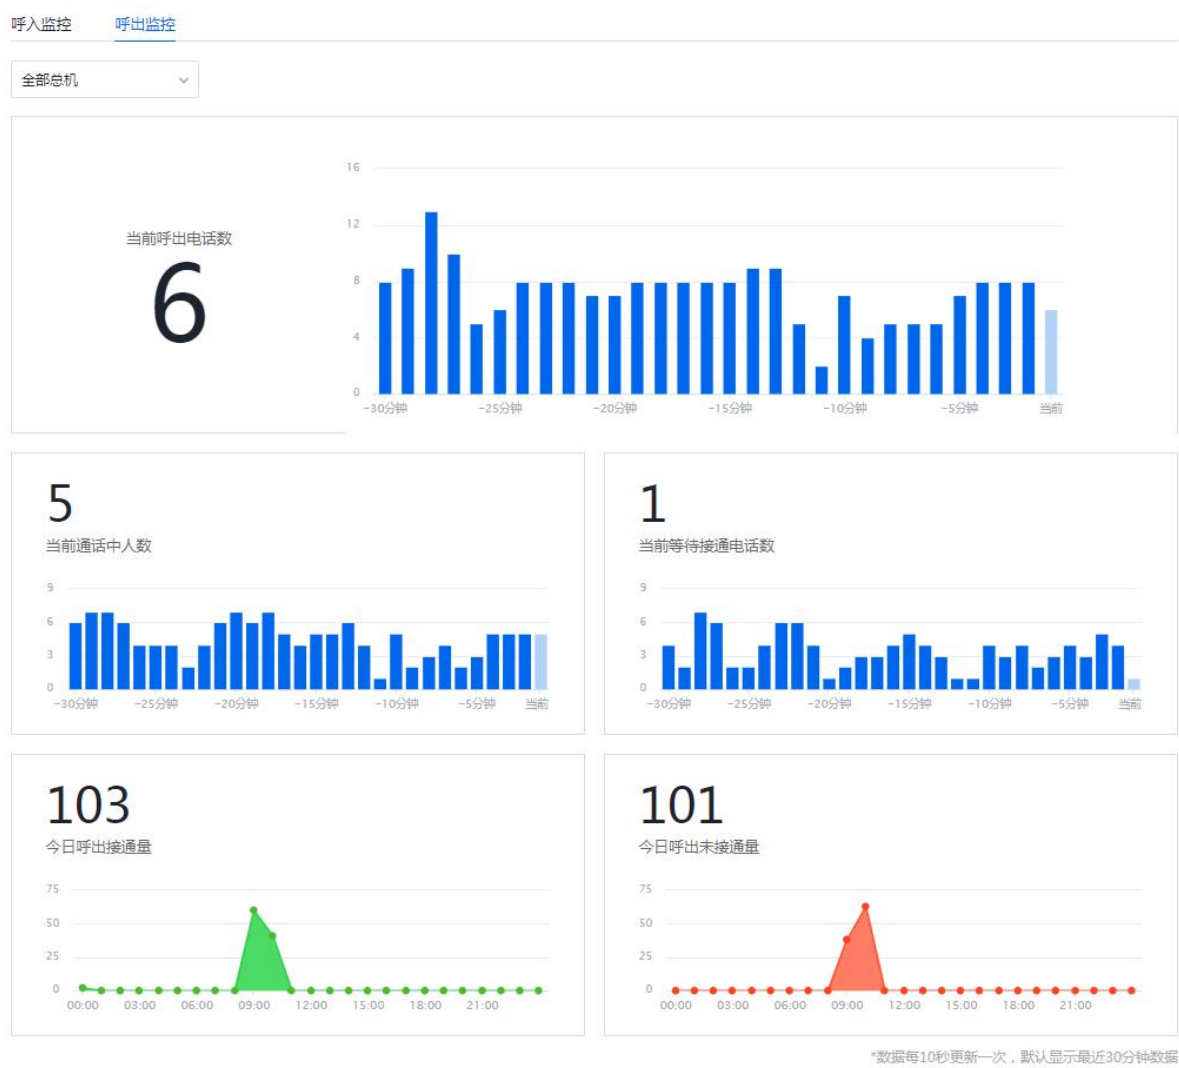 呼入监控 呼出监控
全部总机
当前呼出电话数
6
16
12
8
4
0
-30分钟 -25分钟 -20分钟 -15分钟 -10分钟 -5分钟 当前
5
当前通话中人数
9
6
3
0
-30分钟 -25分钟 -20分钟 -15分钟 -10分钟 -5分钟 当前
1
当前等待接通电话数
9
6
3
0
-30分钟 -25分钟 -20分钟 -15分钟 -10分钟 -5分钟 当前
103
今日呼出接通量
75
50
25
0
00:00 03:00 06:00 09:00 12:00 15:00 18:00 21:00
101
今日呼出未接通量
75
50
25
0
00:00 03:00 06:00 09:00 12:00 15:00 18:00 21:00
*数据每10秒更新一次，默认显示最近30分钟数据